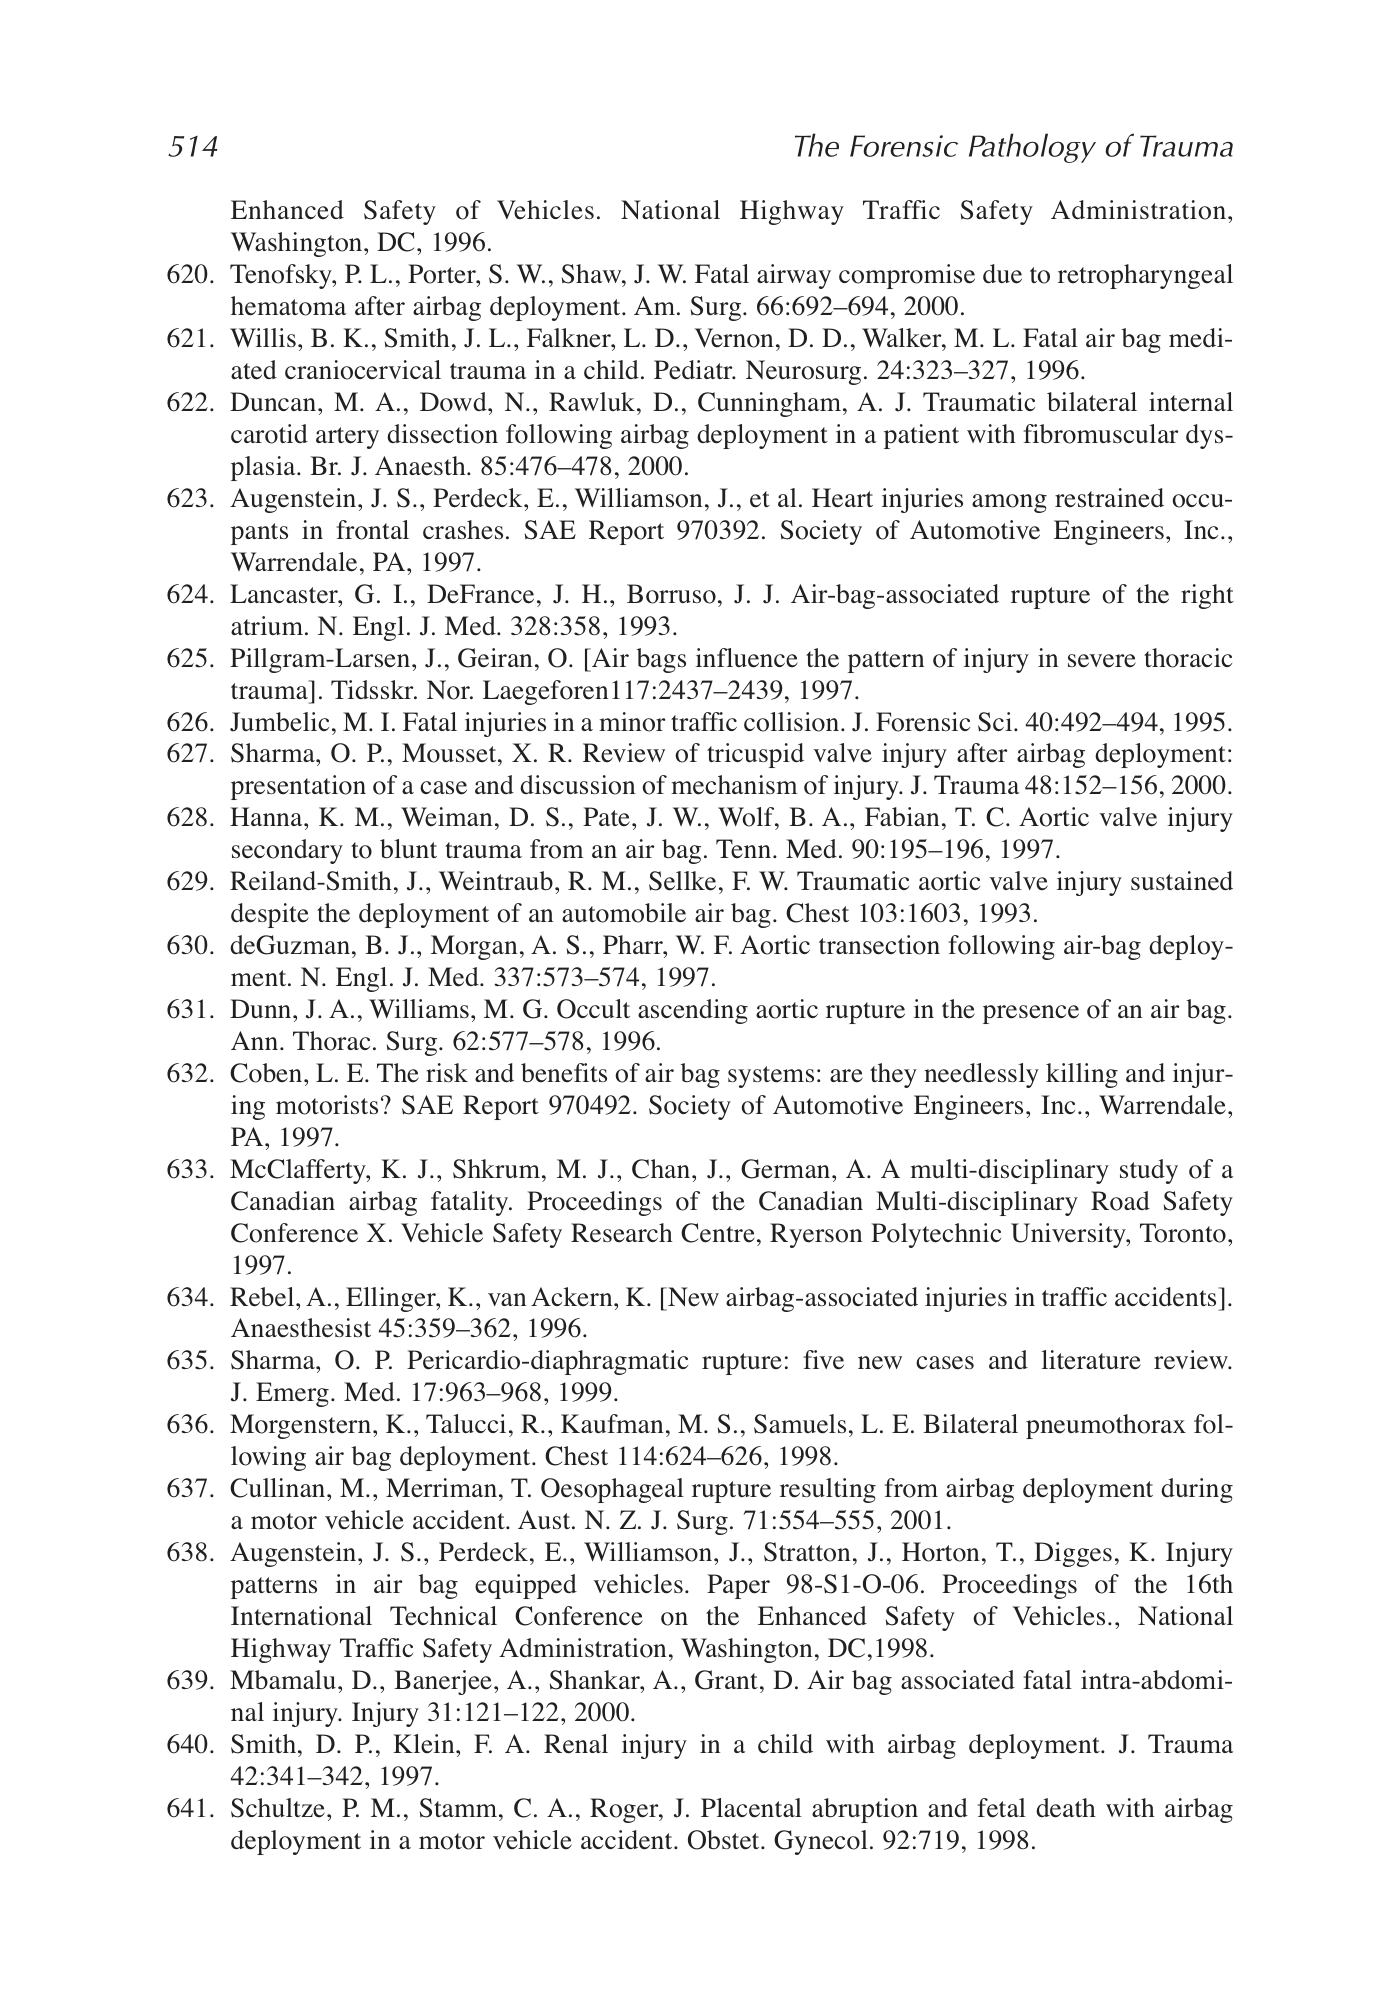 514 The Forensic Pathology of Trauma
Enhanced Safety of Vehicles. National Highway Traffic Safety Administration,
Washington, DC, 1996.
620. Tenofsky, P. L., Porter, S. W., Shaw, J. W. Fatal airway compromise due to retropharyngeal
hematoma after airbag deployment. Am. Surg. 66:692–694, 2000.
621. Willis, B. K., Smith, J. L., Falkner, L. D., Vernon, D. D., Walker, M. L. Fatal air bag medi-
ated craniocervical trauma in a child. Pediatr. Neurosurg. 24:323–327, 1996.
622. Duncan, M. A., Dowd, N., Rawluk, D., Cunningham, A. J. Traumatic bilateral internal
carotid artery dissection following airbag deployment in a patient with fibromuscular dys-
plasia. Br. J. Anaesth. 85:476–478, 2000.
623. Augenstein, J. S., Perdeck, E., Williamson, J., et al. Heart injuries among restrained occu-
pants in frontal crashes. SAE Report 970392. Society of Automotive Engineers, Inc.,
Warrendale, PA, 1997.
624. Lancaster, G. I., DeFrance, J. H., Borruso, J. J. Air-bag-associated rupture of the right
atrium. N. Engl. J. Med. 328:358, 1993.
625. Pillgram-Larsen, J., Geiran, O. [Air bags influence the pattern of injury in severe thoracic
trauma]. Tidsskr. Nor. Laegeforen117:2437–2439, 1997.
626. Jumbelic, M. I. Fatal injuries in a minor traffic collision. J. Forensic Sci. 40:492–494, 1995.
627. Sharma, O. P., Mousset, X. R. Review of tricuspid valve injury after airbag deployment:
presentation of a case and discussion of mechanism of injury. J. Trauma 48:152–156, 2000.
628. Hanna, K. M., Weiman, D. S., Pate, J. W., Wolf, B. A., Fabian, T. C. Aortic valve injury
secondary to blunt trauma from an air bag. Tenn. Med. 90:195–196, 1997.
629. Reiland-Smith, J., Weintraub, R. M., Sellke, F. W. Traumatic aortic valve injury sustained
despite the deployment of an automobile air bag. Chest 103:1603, 1993.
630. deGuzman, B. J., Morgan, A. S., Pharr, W. F. Aortic transection following air-bag deploy-
ment. N. Engl. J. Med. 337:573–574, 1997.
631. Dunn, J. A., Williams, M. G. Occult ascending aortic rupture in the presence of an air bag.
Ann. Thorac. Surg. 62:577–578, 1996.
632. Coben, L. E. The risk and benefits of air bag systems: are they needlessly killing and injur-
ing motorists? SAE Report 970492. Society of Automotive Engineers, Inc., Warrendale,
PA, 1997.
633. McClafferty, K. J., Shkrum, M. J., Chan, J., German, A. A multi-disciplinary study of a
Canadian airbag fatality. Proceedings of the Canadian Multi-disciplinary Road Safety
Conference X. Vehicle Safety Research Centre, Ryerson Polytechnic University, Toronto,
1997.
634. Rebel, A., Ellinger, K., van Ackern, K. [New airbag-associated injuries in traffic accidents].
Anaesthesist 45:359–362, 1996.
635. Sharma, O. P. Pericardio-diaphragmatic rupture: five new cases and literature review.
J. Emerg. Med. 17:963–968, 1999.
636. Morgenstern, K., Talucci, R., Kaufman, M. S., Samuels, L. E. Bilateral pneumothorax fol-
lowing air bag deployment. Chest 114:624–626, 1998.
637. Cullinan, M., Merriman, T. Oesophageal rupture resulting from airbag deployment during
a motor vehicle accident. Aust. N. Z. J. Surg. 71:554–555, 2001.
638. Augenstein, J. S., Perdeck, E., Williamson, J., Stratton, J., Horton, T., Digges, K. Injury
patterns in air bag equipped vehicles. Paper 98-S1-O-06. Proceedings of the 16th
International Technical Conference on the Enhanced Safety of Vehicles., National
Highway Traffic Safety Administration, Washington, DC,1998.
639. Mbamalu, D., Banerjee, A., Shankar, A., Grant, D. Air bag associated fatal intra-abdomi-
nal injury. Injury 31:121–122, 2000.
640. Smith, D. P., Klein, F. A. Renal injury in a child with airbag deployment. J. Trauma
42:341–342, 1997.
641. Schultze, P. M., Stamm, C. A., Roger, J. Placental abruption and fetal death with airbag
deployment in a motor vehicle accident. Obstet. Gynecol. 92:719, 1998.